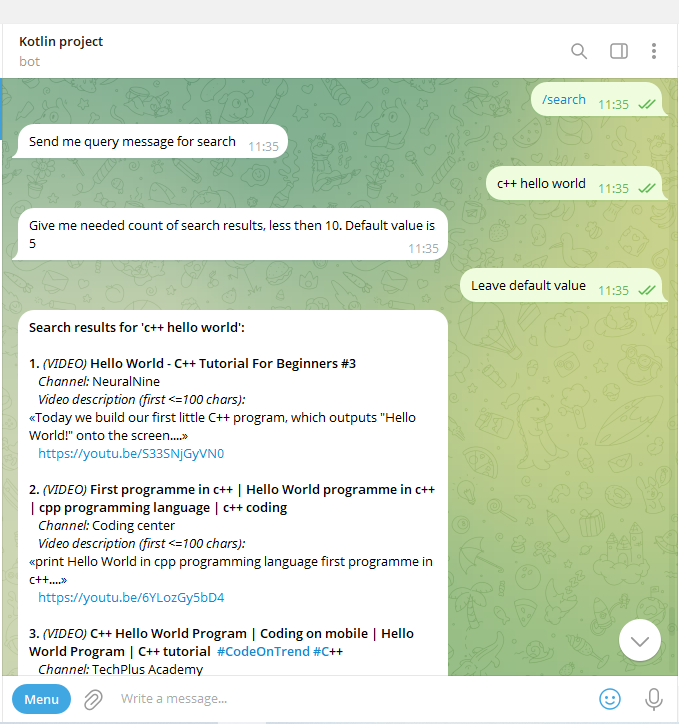 Kotlin project
bot
/search 11:35
Send me query message for search 11:35
c++ hello world 11:35
Give me needed count of search results, less then 10. Default value is
5
11:35
Leave default value 11:35
Search results for 'c++ hello world':
1. (VIDEO) Hello World - C++ Tutorial For Beginners #3
Channel: NeuralNine
Video description (first <=100 chars):
«Today we build our first little C++ program, which outputs "Hello
World!" onto the screen....»
https://youtu.be/S33SNjGyVN0
2. (VIDEO) First programme in c++ | Hello World programme in c++
| cpp programming language | c++ coding
Channel: Coding center
Video description (first <=100 chars):
«print Hello World in cpp programming language first programme in
c++....»
https://youtu.be/6YLozGy5bD4
3. (VIDEO) C++ Hello World Program | Coding on mobile | Hello
World Program | C++ tutorial #CodeOnTrend #C++
Channel: TechPlus Academy
Menu
Write a message...